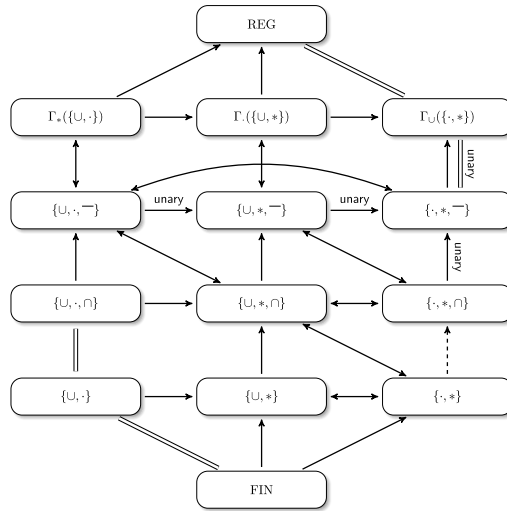 REG
Γ∗({∪, ·}) Γ·({∪, ∗}) Γ∪({·, ∗})
unary
{∪, ·, ‾} unary {∪, ∗, ‾} unary {·, ∗, ‾}
unary
{∪, ·, ∩} {∪, ∗, ∩} {·, ∗, ∩}
{∪, ·} {∪, ∗} {·, ∗}
FIN